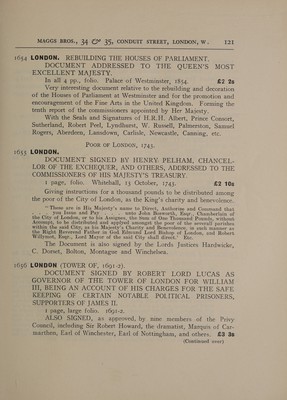 MAGGS BROS., 34 & 35, CONDUIT STREET, LONDON, W. 131
1654 LONDON. REBUILDING THE HOUSES OF PARLIAMENT.
DOCUMENT ADDRESSED TO THE QUEEN'S MOST
EXCELLENT MAJESTY.
In all 4 pp., folio. Palace of Westminster, 1854. £2 2s
Very interesting document relative to the rebuilding and decoration
of the Houses of Parliament at Westminster and for the promotion and
encouragement of the Fine Arts in the United Kingdom. Forming the
tenth report of the commissioners appointed by Her Majesty.
With the Seals and Signatures of H.R.H. Albert, Prince Consort,
Sutherland, Robert Peel, Lyndhurst, W. Russell, Palmerston, Samuel
Rogers, Aberdeen, Lansdown, Carlisle, Newcastle, Canning, etc.
POOR OF LONDON, 1743.
1655 LONDON.
DOCUMENT SIGNED BY HENRY PELHAM, CHANCEL-
LOR OF THE EXCHEQUER, AND OTHERS, ADDRESSED TO THE
COMMISSIONERS OF HIS MAJESTY'S TREASURY.
1 page, folio. Whitehall, 13 October, 1743. £2 10s
Giving instructions for a thousand pounds to be distributed among
the poor of the City of London, as the King's charity and benevolence.
"These are in His Majesty's name to Direct, Authorize and Command that
. . . you Issue and Pay . . . unto John Bosworth, Esqr., Chamberlain of
the City of London, or to his Assignes, the Sum of One Thousand Pounds, without
Accompt, to be distributed and applyed amongst the poor of the severall parishes
within the said City, as his Majesty's Charity and Benevolence, in such manner as
the Right Reverend Father in God Edmund Lord Bishop of London, and Robert
Willymot, Esqr., Lord Mayor of the said City shall direct."
The Document is also signed by the Lords Justices Hardwicke,
C. Dorset, Bolton, Montague and Winchelsea.
1656 LONDON (TOWER OF, 1691-2).
DOCUMENT SIGNED BY ROBERT LORD LUCAS AS
GOVERNOR OF THE TOWER OF LONDON FOR WILLIAM
III, BEING AN ACCOUNT OF HIS CHARGES FOR THE SAFE
KEEPING OF CERTAIN NOTABLE POLITICAL PRISONERS,
SUPPORTERS OF JAMES II.
1 page, large folio. 1691-2.
ALSO SIGNED, as approved, by nine members of the Privy
Council, including Sir Robert Howard, the dramatist, Marquis of Car-
marthen, Earl of Winchester, Earl of Nottingham, and others. £3 3s
(Continued over)